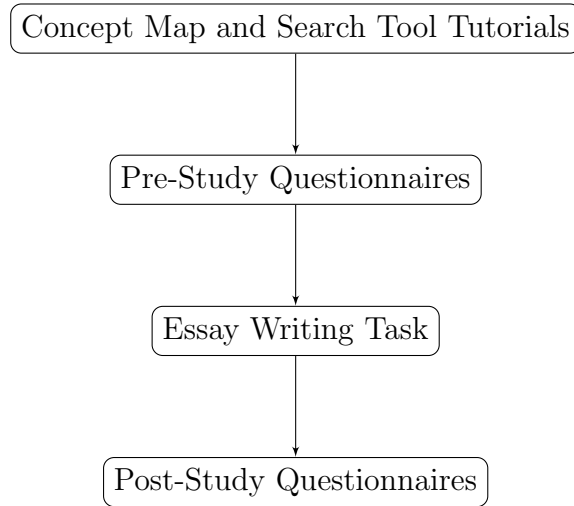 Concept Map and Search Tool Tutorials
Pre-Study Questionnaires
Essay Writing Task
Post-Study Questionnaires